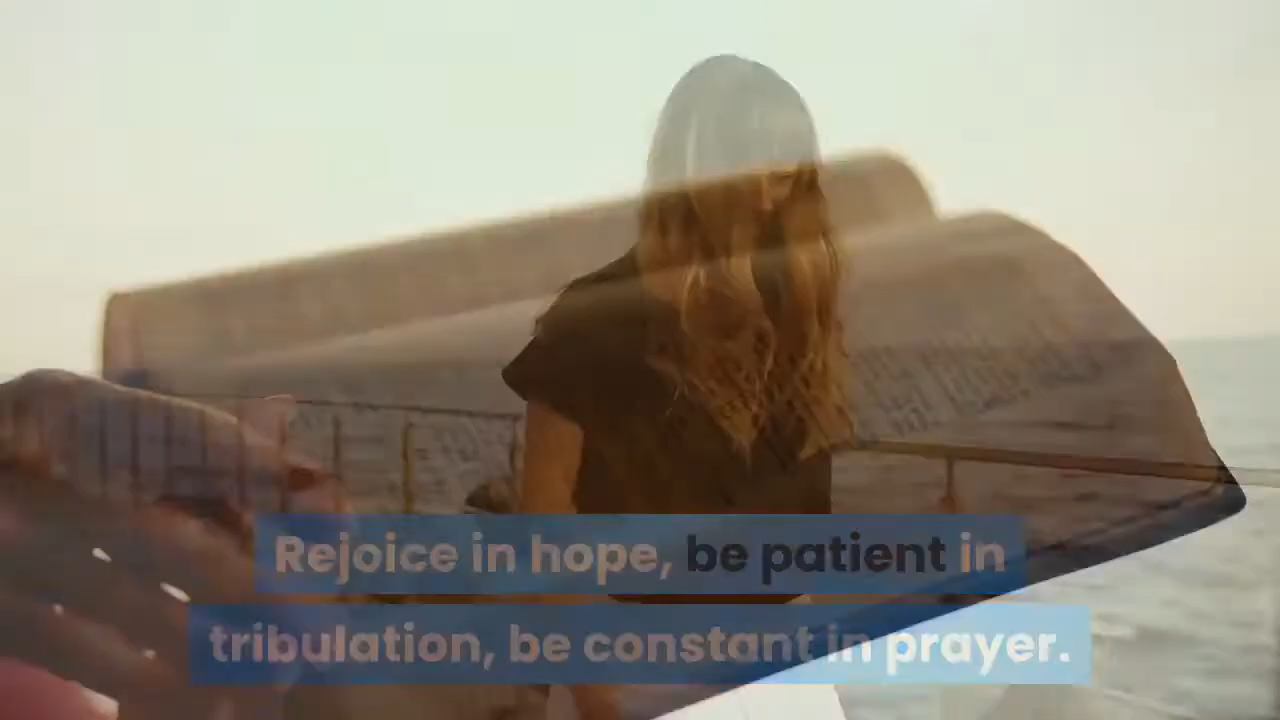 Rejoice in hope, be patient in
tribulation, be constant in prayer.